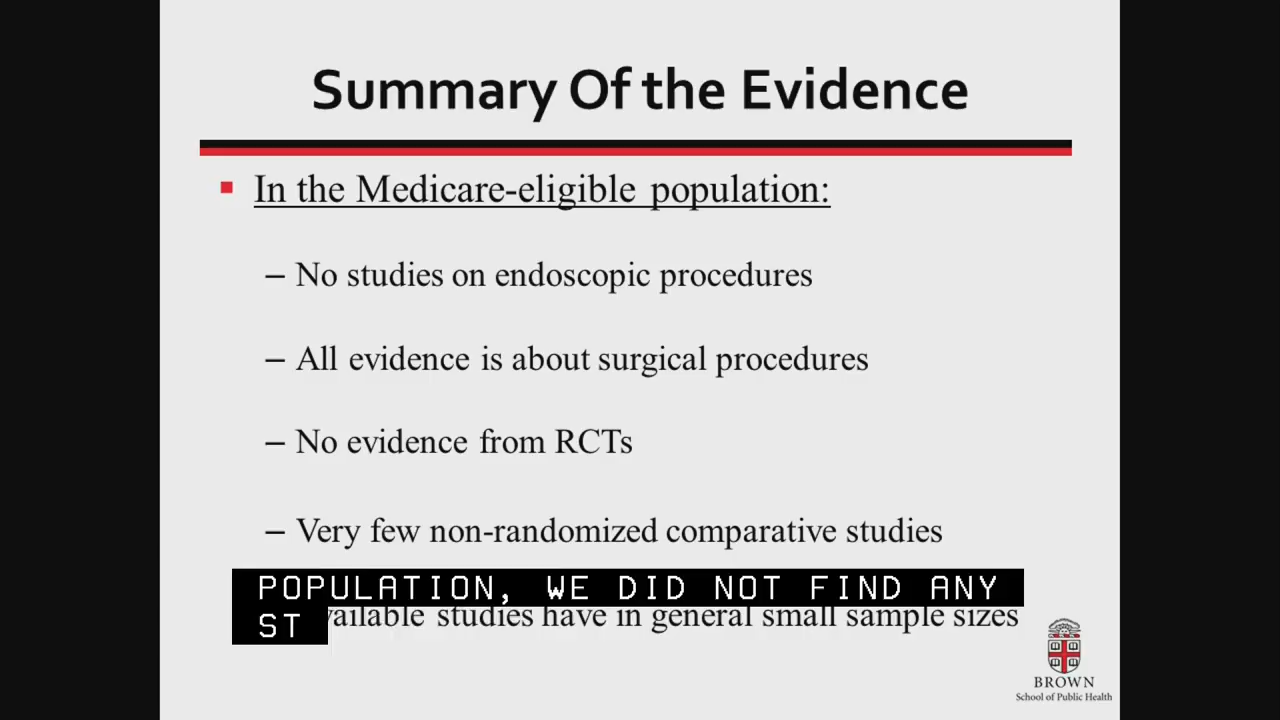 Summary Of the Evidence
In the Medicare-eligible population:
– No studies on endoscopic procedures
– All evidence is about surgical procedures
– No evidence from RCTs
– Very few non-randomized comparative studies
POPULATION, WE DID NOT FIND ANY
ST
studies have in general small sample sizes
BROWN
School of Public Health